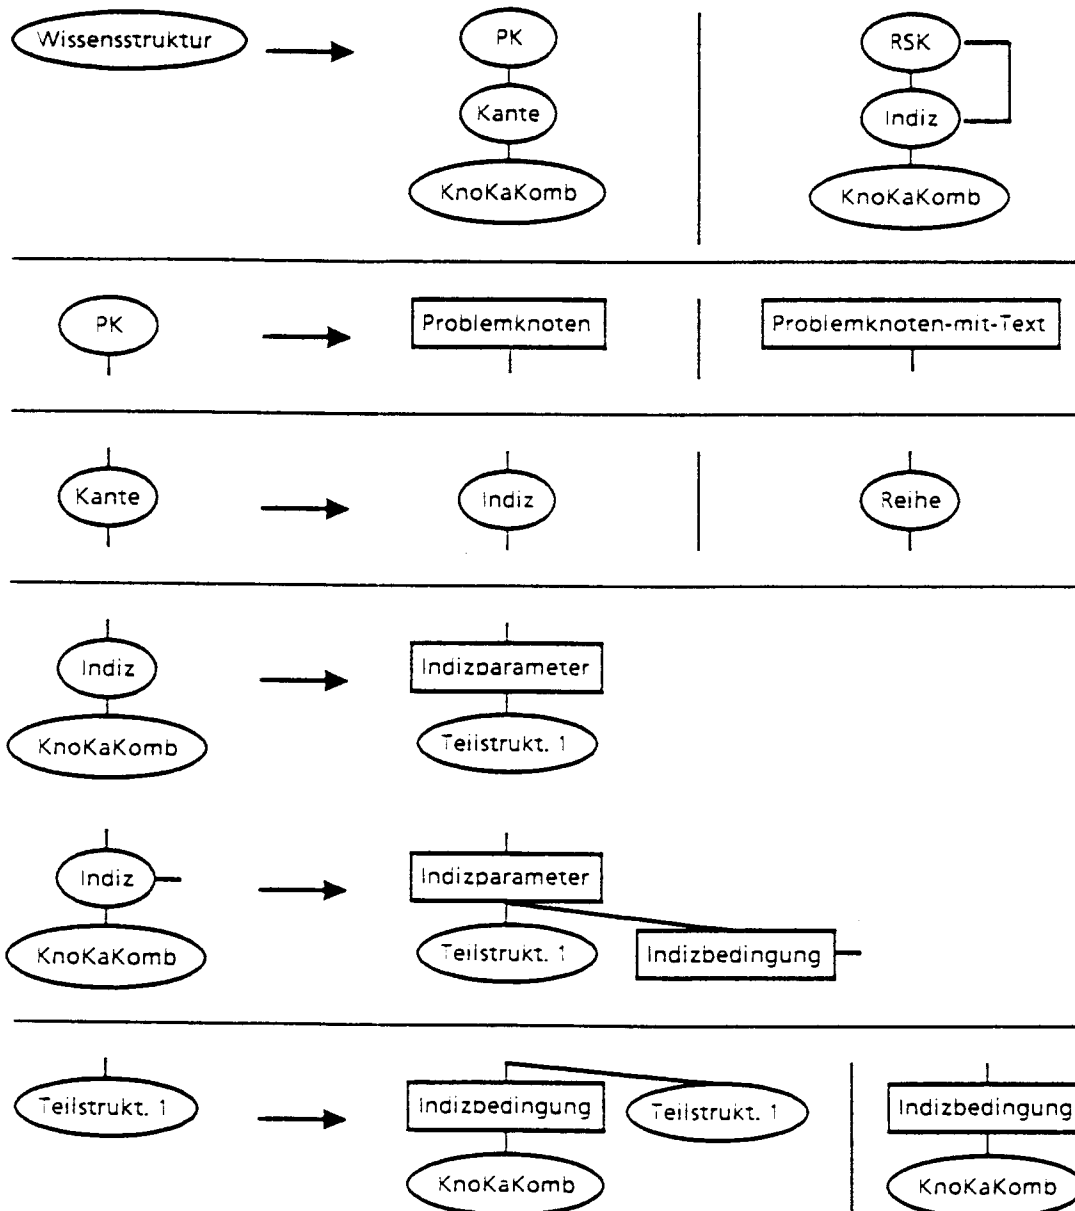 Wissensstruktur
PK
RSK
Kante
Indiz
KnoKaKomb
KnoKaKomb
PK
Problemknoten
Problemknoten-mit-Text
Kante
Indiz
Reihe
Indiz
Indizparameter
KnoKaKomb
Teilstrukt. 1
Indiz
Indizparameter
KnoKaKomb
Teilstrukt. 1
Indizbedingung
Teilstrukt. 1
Indizbedingung
Teilstrukt. 1
Indizbedingung
KnoKaKomb
KnoKaKomb